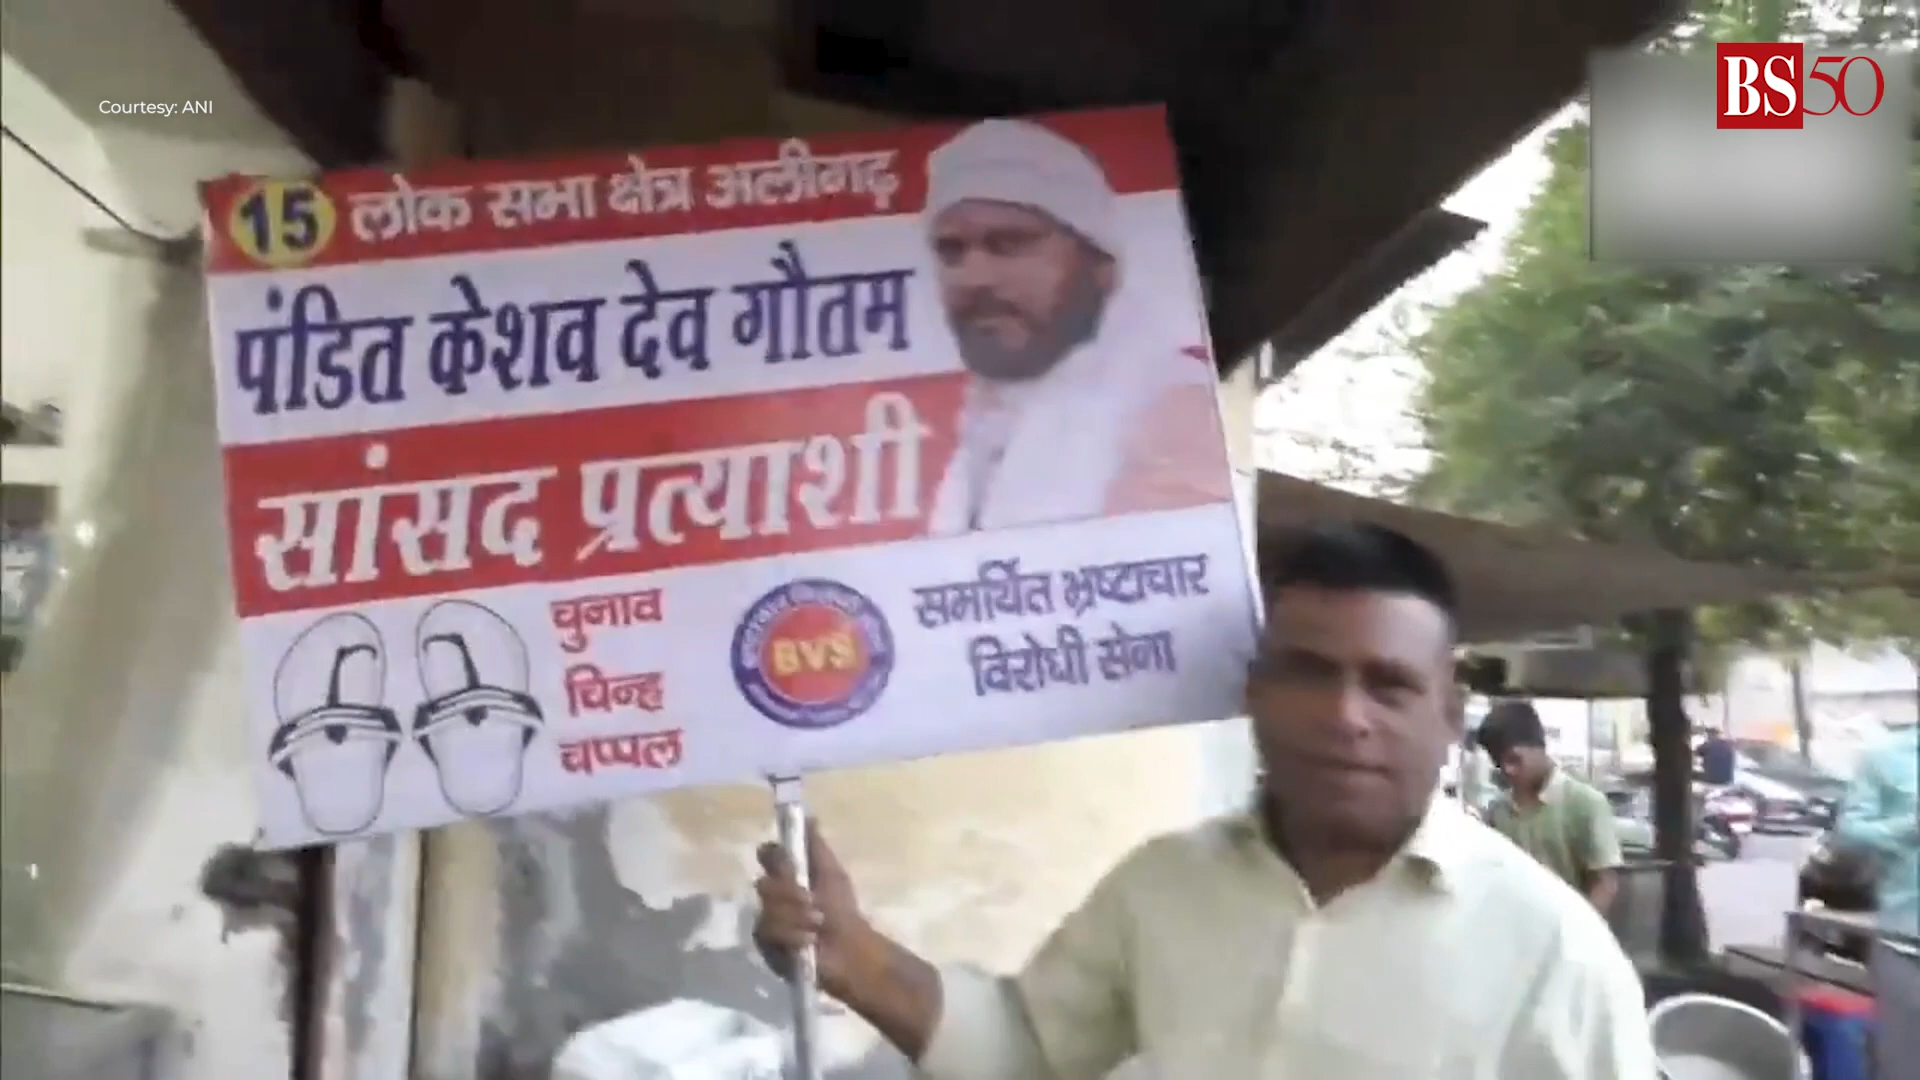 Courtesy: ANI
BS50
15 लोक सभा क्षेत्र अलीगढ़
पंडित केशव देव गौतम
सांसद प्रत्याशी
चुनाव
चिन्ह
चप्पल
BVS
समर्थित भ्रष्टाचार
विरोधी सेना